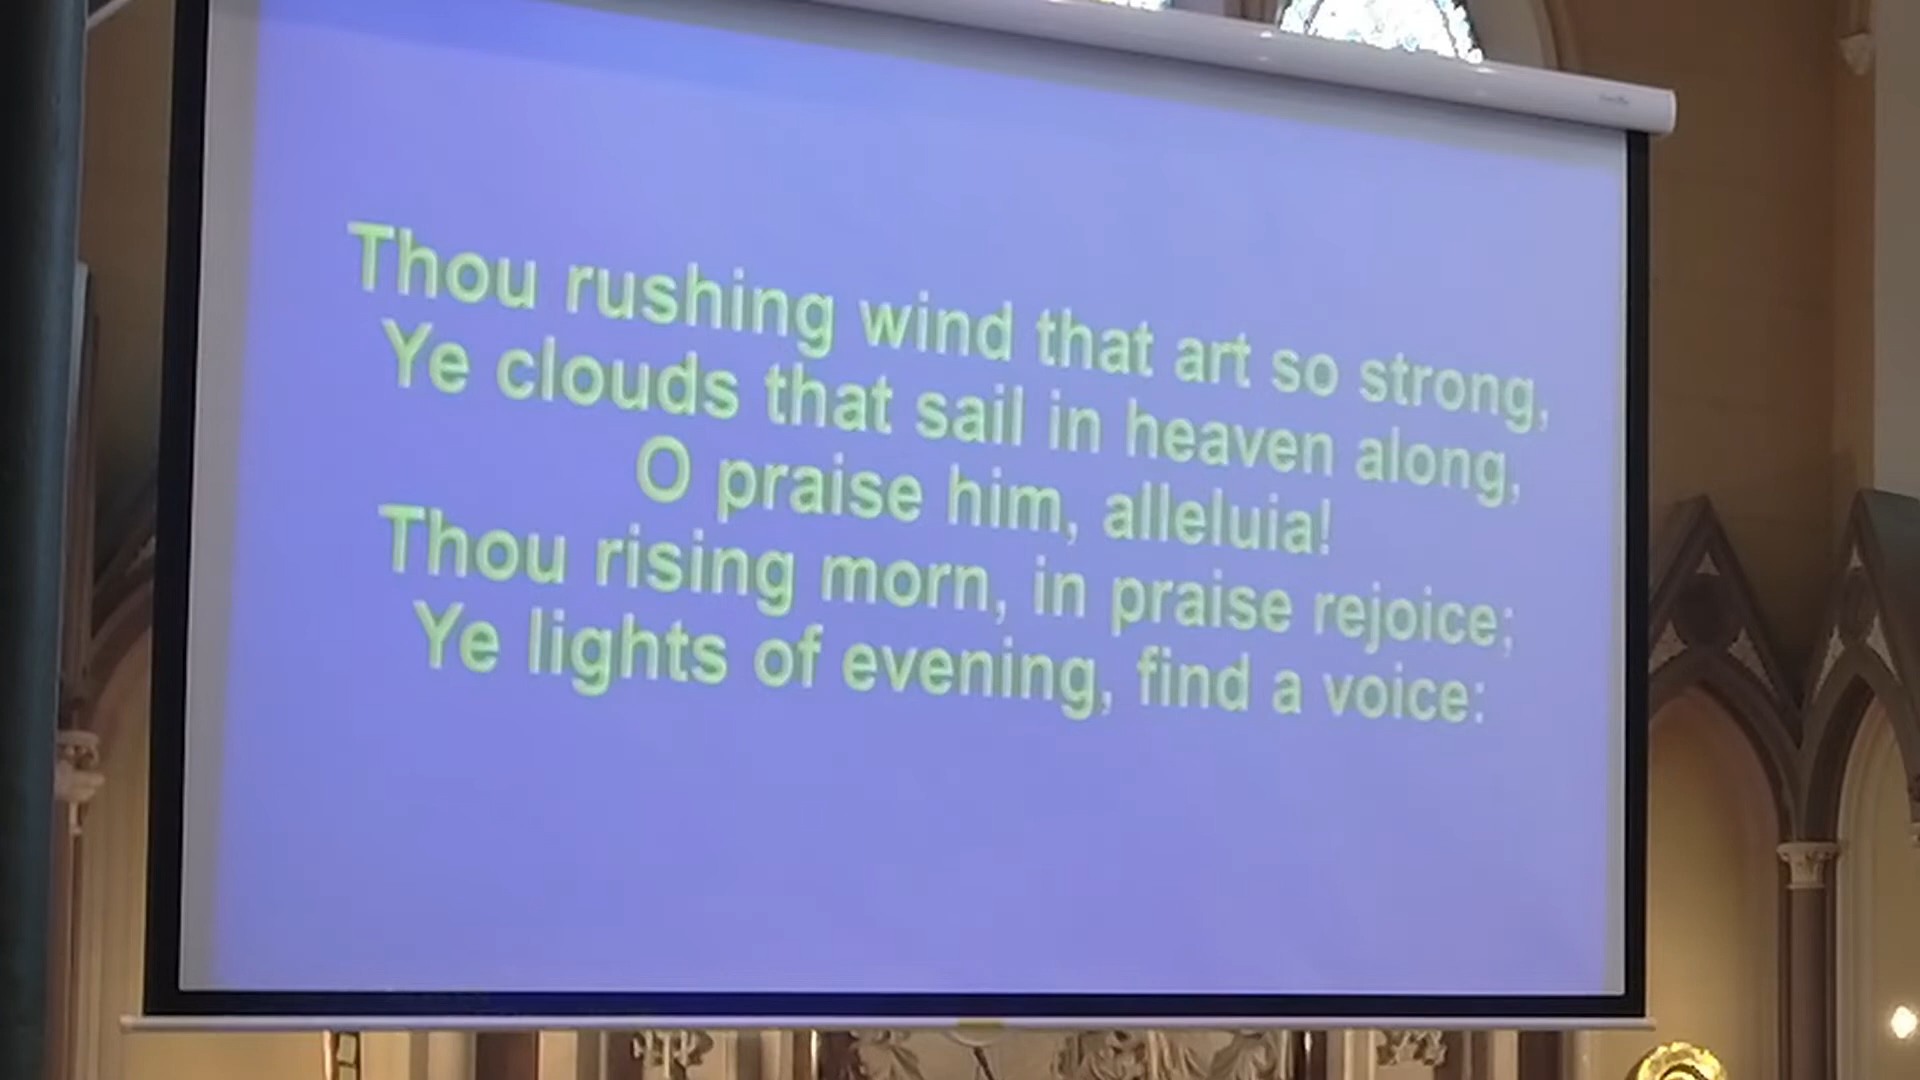 Thou rushing wind that art so strong,
Ye clouds that sail in heaven along,
O praise him, alleluia!
Thou rising morn, in praise rejoice;
Ye lights of evening, find a voice: